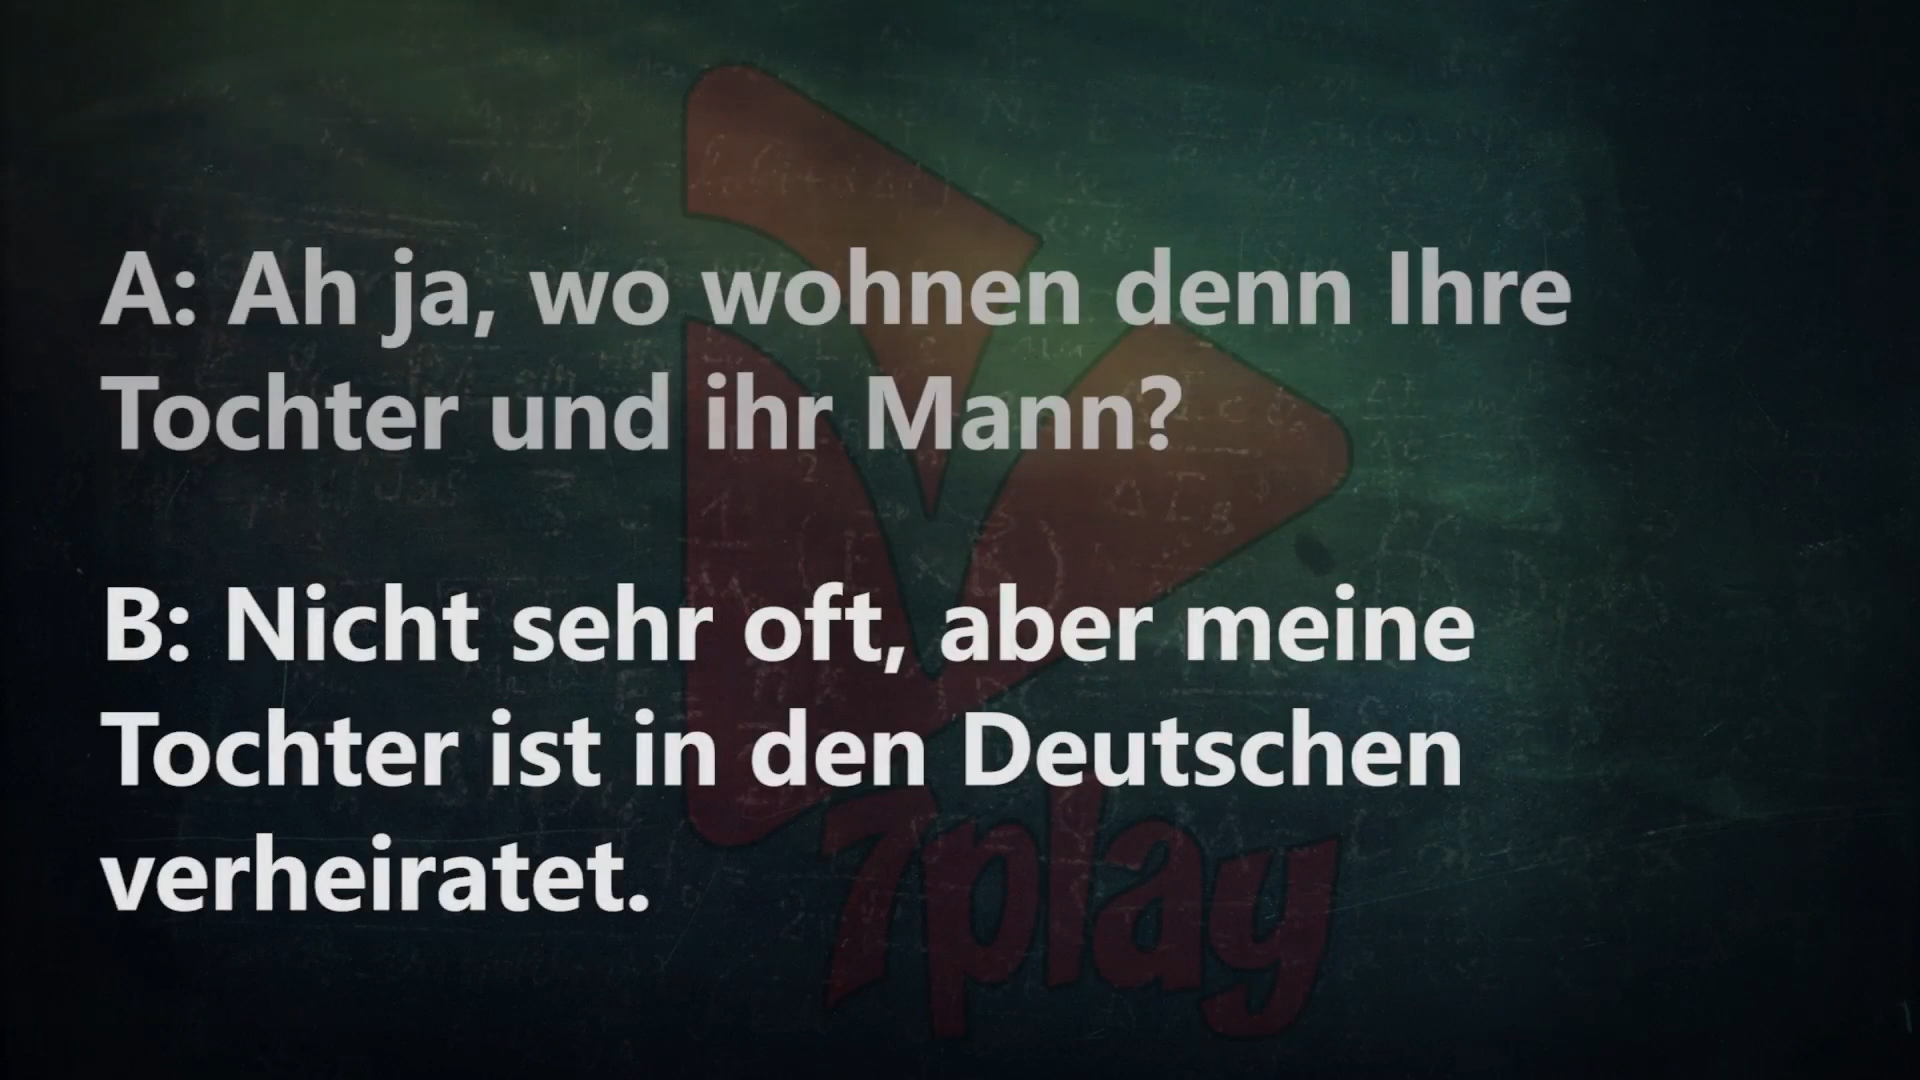 A: Ah ja, wo wohnen denn Ihre
Tochter und ihr Mann?
B: Nicht sehr oft, aber meine
Tochter ist in den Deutschen
verheiratet.
7play